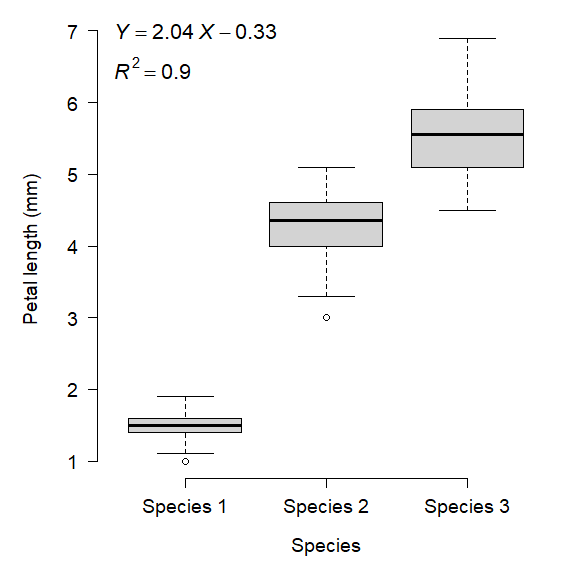 Y = 2.04 X − 0.33
R² = 0.9
7
6
5
4
3
2
1
Petal length (mm)
Species 1 Species 2 Species 3
Species